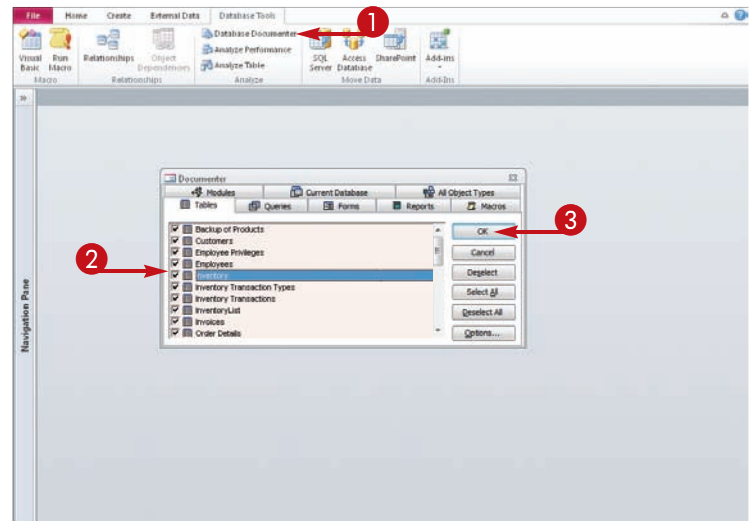 File Home Create External Data Database Tools
1
Database Documenter
Analyze Performance
Analyze Table
Visual Basic
Run Macro
Relationships
Object Dependencies
SQL Server
Access Database
SharePoint
Add-ins
Macro
Relationships
Analyze
Move Data
Add-Ins
»
Documenter
Modules Current Database All Object Types
Tables Queries Forms Reports Macros
Backup of Products
Customers
Employee Privileges
Employees
Inventory
Inventory Transaction Types
Inventory Transactions
InventoryList
Invoices
Order Details
OK
Cancel
Deselect
Select All
Deselect All
Options...
2
3
Navigation Pane